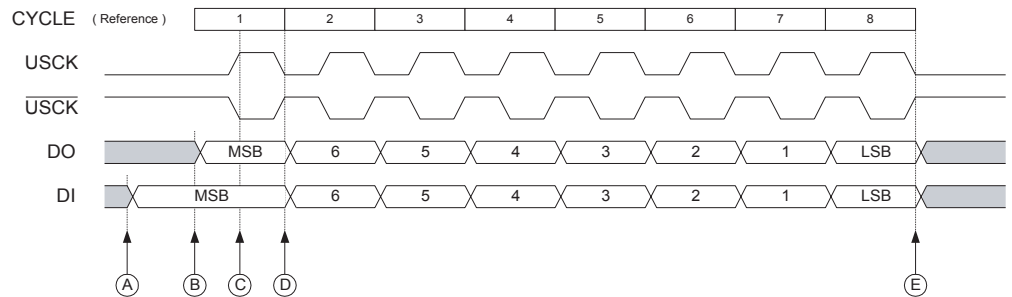 CYCLE ( Reference ) 1 2 3 4 5 6 7 8
USCK
USCK
DO MSB 6 5 4 3 2 1 LSB
DI MSB 6 5 4 3 2 1 LSB
A B C D E